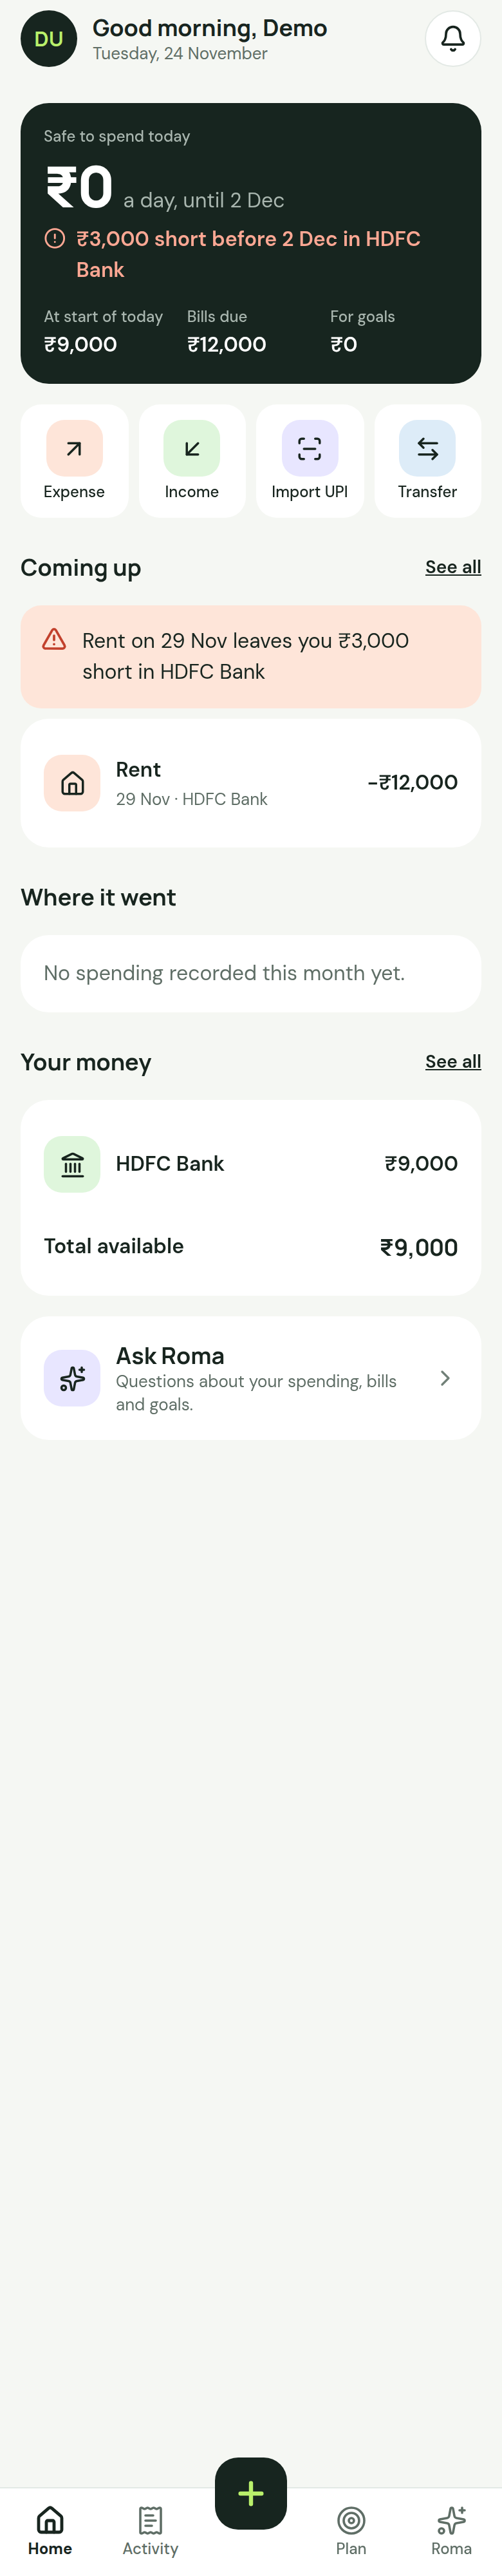 DU
Good morning, Demo
Tuesday, 24 November
Safe to spend today
₹0 a day, until 2 Dec
₹3,000 short before 2 Dec in HDFC
Bank
At start of today Bills due For goals
₹9,000 ₹12,000 ₹0
Expense Income Import UPI Transfer
Coming up See all
Rent on 29 Nov leaves you ₹3,000
short in HDFC Bank
Rent
29 Nov · HDFC Bank
-₹12,000
Where it went
No spending recorded this month yet.
Your money See all
HDFC Bank ₹9,000
Total available ₹9,000
Ask Roma
Questions about your spending, bills
and goals.
Home Activity Plan Roma